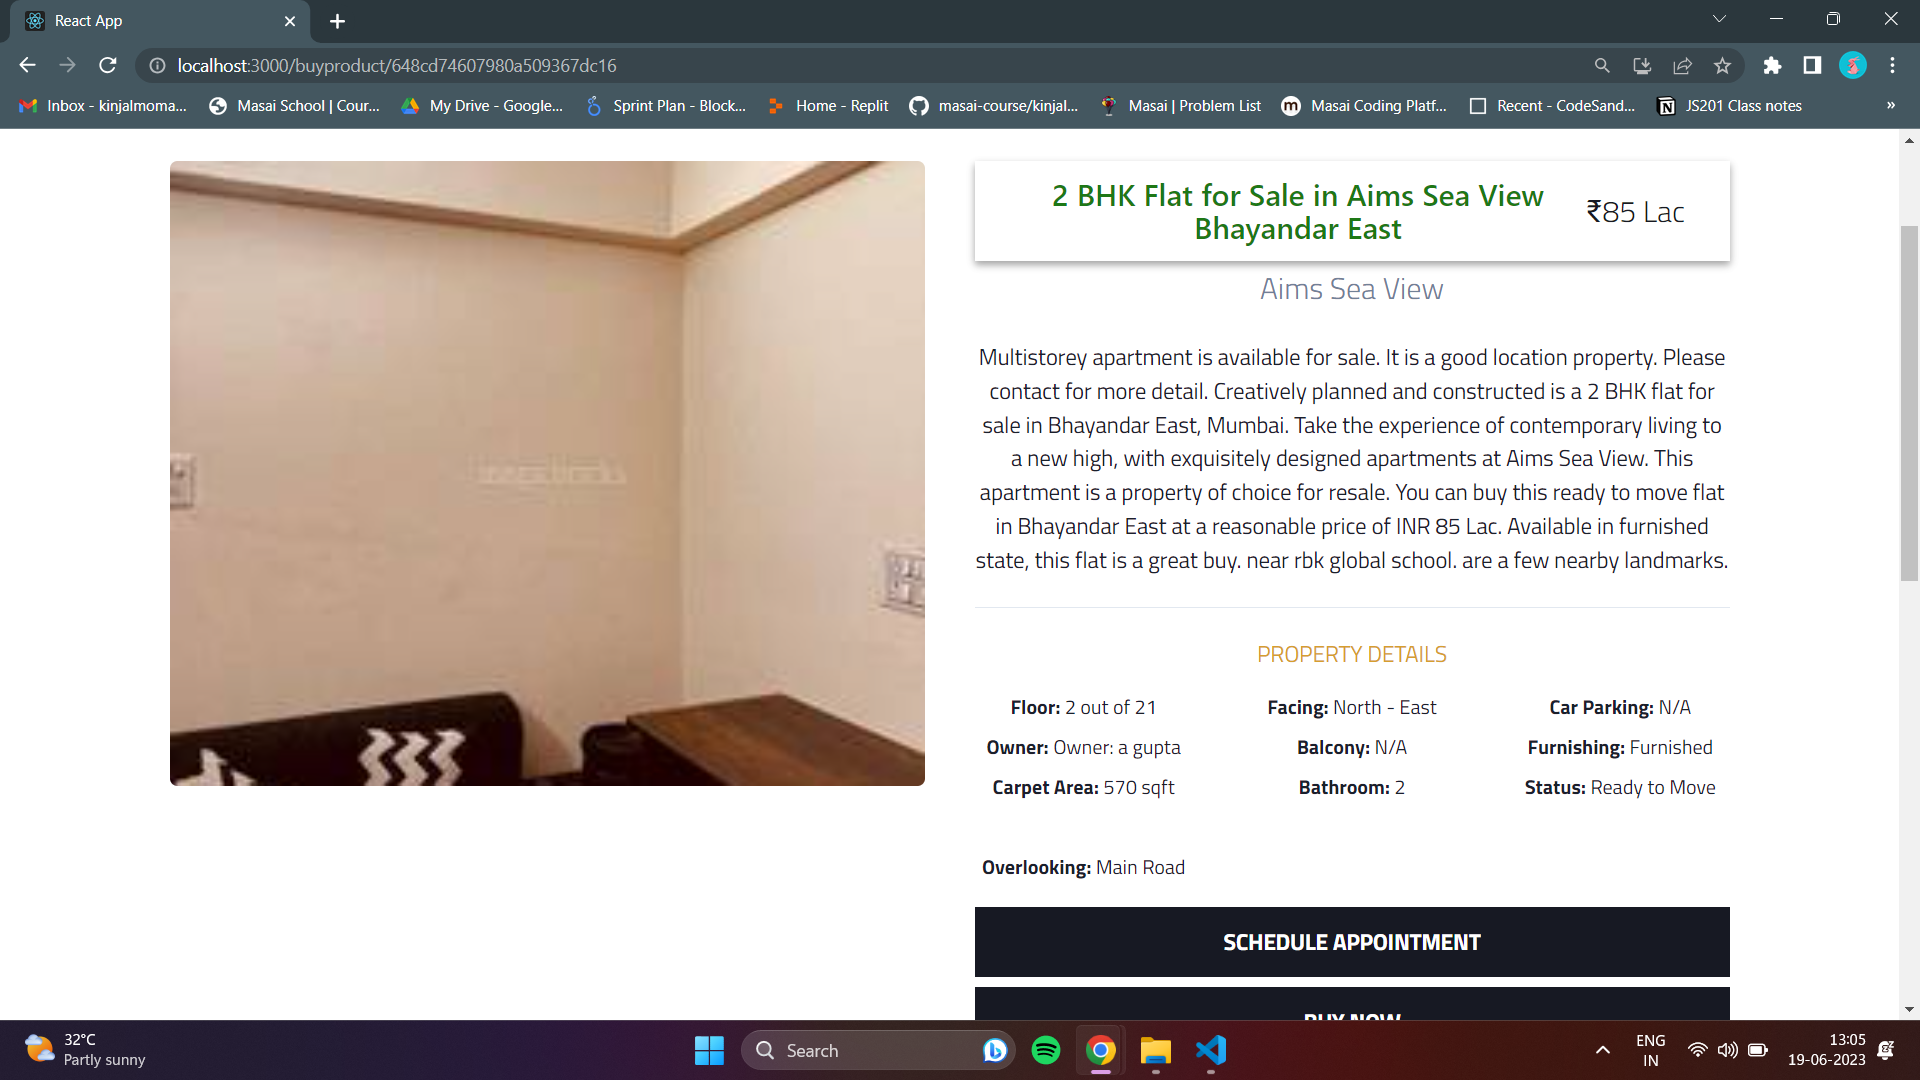 React App
localhost:3000/buyproduct/648cd74607980a509367dc16
Inbox - kinjalmoma...
Masai School | Cour...
My Drive - Google...
Sprint Plan - Block...
Home - Replit
masai-course/kinjal...
Masai | Problem List
Masai Coding Platf...
Recent - CodeSand...
JS201 Class notes
»
2 BHK Flat for Sale in Aims Sea View
Bhayandar East
₹85 Lac
Aims Sea View
Multistorey apartment is available for sale. It is a good location property. Please
contact for more detail. Creatively planned and constructed is a 2 BHK flat for
sale in Bhayandar East, Mumbai. Take the experience of contemporary living to
a new high, with exquisitely designed apartments at Aims Sea View. This
apartment is a property of choice for resale. You can buy this ready to move flat
in Bhayandar East at a reasonable price of INR 85 Lac. Available in furnished
state, this flat is a great buy. near rbk global school. are a few nearby landmarks.
PROPERTY DETAILS
Floor: 2 out of 21
Facing: North - East
Car Parking: N/A
Owner: Owner: a gupta
Balcony: N/A
Furnishing: Furnished
Carpet Area: 570 sqft
Bathroom: 2
Status: Ready to Move
Overlooking: Main Road
SCHEDULE APPOINTMENT
BUY NOW
32°C
Partly sunny
Search
ENG
IN
13:05
19-06-2023